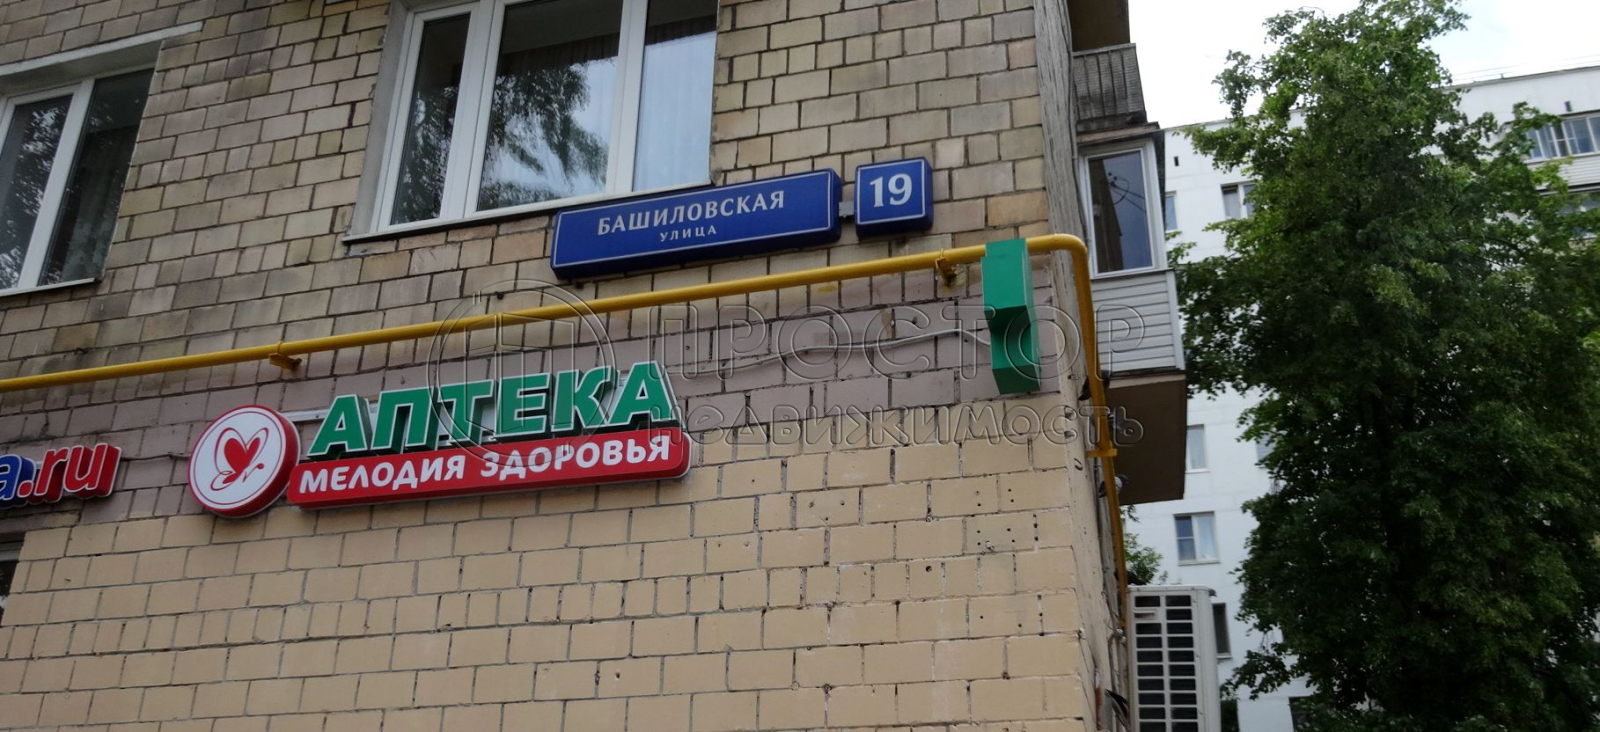 БАШИЛОВСКАЯ
УЛИЦА
19
ПРОСТОР
НЕДВИЖИМОСТЬ
АПТЕКА
МЕЛОДИЯ ЗДОРОВЬЯ
a.ru